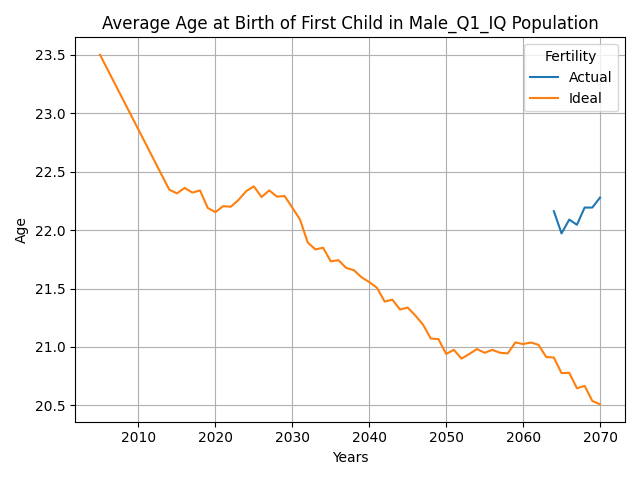 Average Age at Birth of First Child in Male_Q1_IQ Population
Fertility
Actual
Ideal
23.5
23.0
22.5
22.0
21.5
21.0
20.5
Age
2010
2020
2030
2040
2050
2060
2070
Years